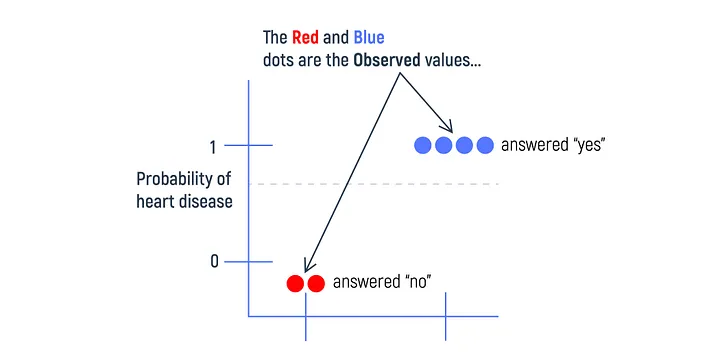 The Red and Blue
dots are the Observed values...
1
answered “yes”
Probability of
heart disease
0
answered “no”